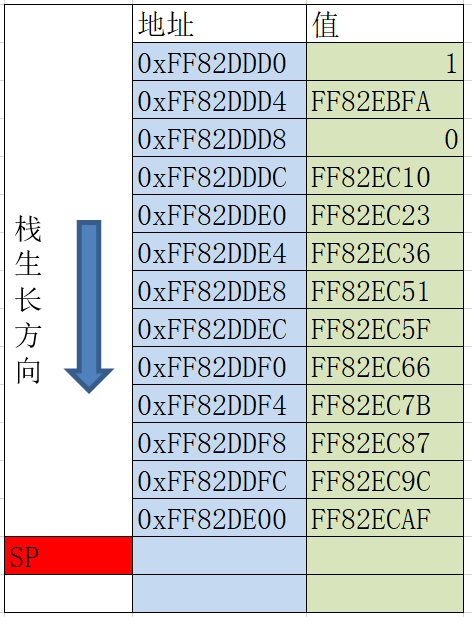 地址 值
0xFF82DDD0 1
0xFF82DDD4 FF82EBFA
0xFF82DDD8 0
0xFF82DDDC FF82EC10
0xFF82DDE0 FF82EC23
0xFF82DDE4 FF82EC36
0xFF82DDE8 FF82EC51
0xFF82DDEC FF82EC5F
0xFF82DDF0 FF82EC66
0xFF82DDF4 FF82EC7B
0xFF82DDF8 FF82EC87
0xFF82DDFC FF82EC9C
0xFF82DE00 FF82ECAF
栈生长方向
SP